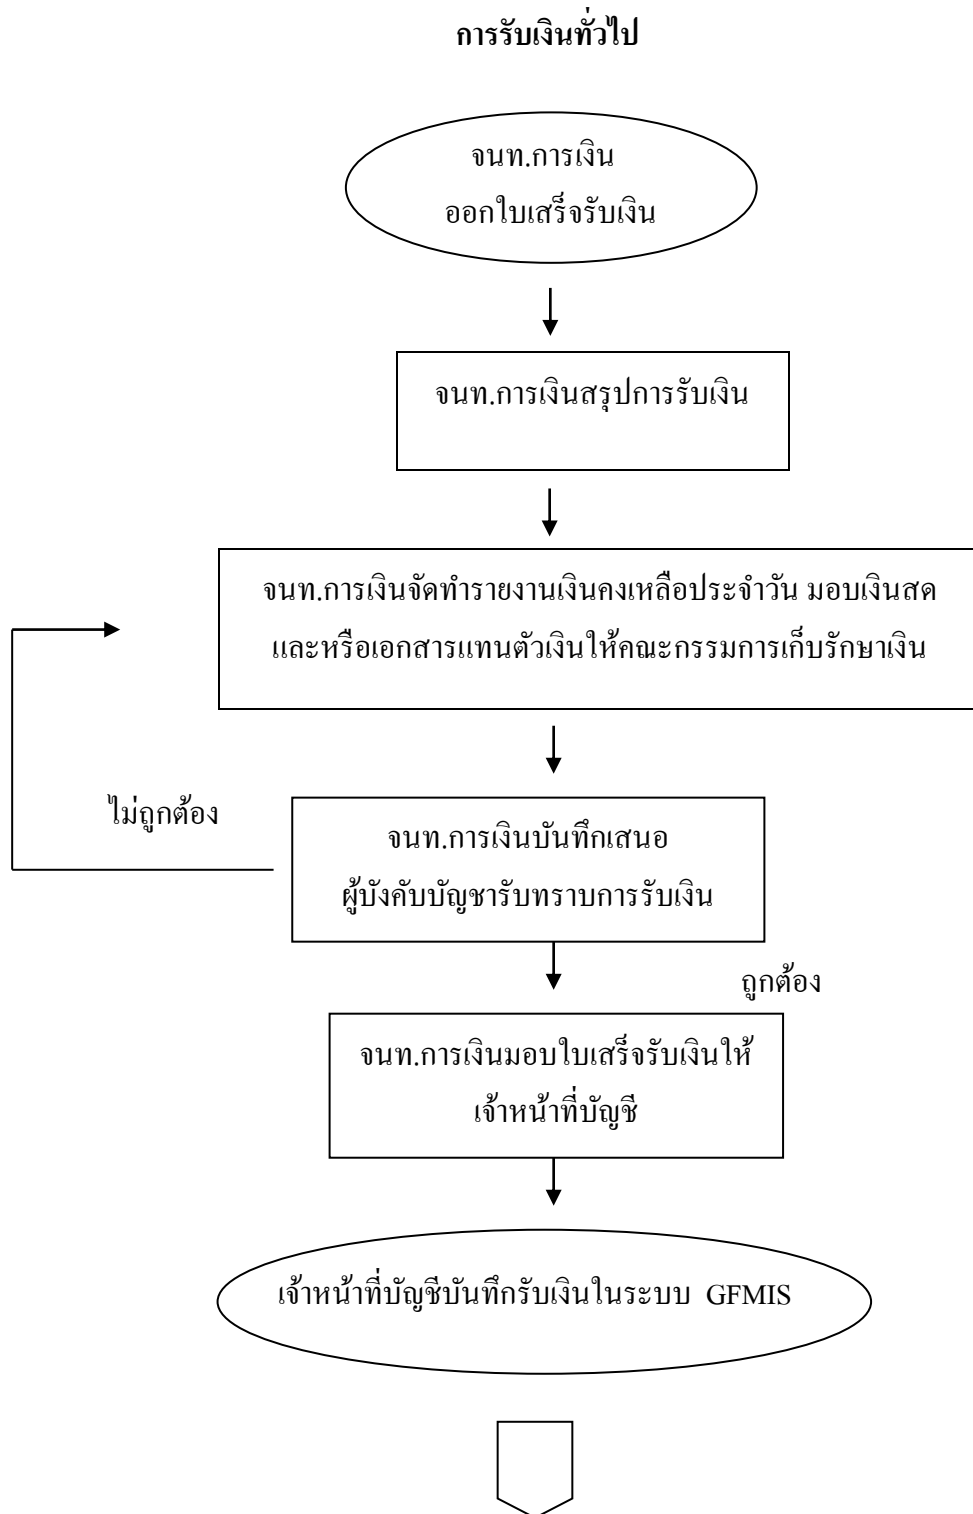 การรับเงินทั่วไป
จนท.การเงิน
ออกใบเสร็จรับเงิน
จนท.การเงินสรุปการรับเงิน
จนท.การเงินจัดทำรายงานเงินคงเหลือประจำวัน มอบเงินสด
และหรือเอกสารแทนตัวเงินให้คณะกรรมการเก็บรักษาเงิน
ไม่ถูกต้อง
จนท.การเงินบันทึกเสนอ
ผู้บังคับบัญชารับทราบการรับเงิน
ถูกต้อง
จนท.การเงินมอบใบเสร็จรับเงินให้
เจ้าหน้าที่บัญชี
เจ้าหน้าที่บัญชีบันทึกรับเงินในระบบ GFMIS